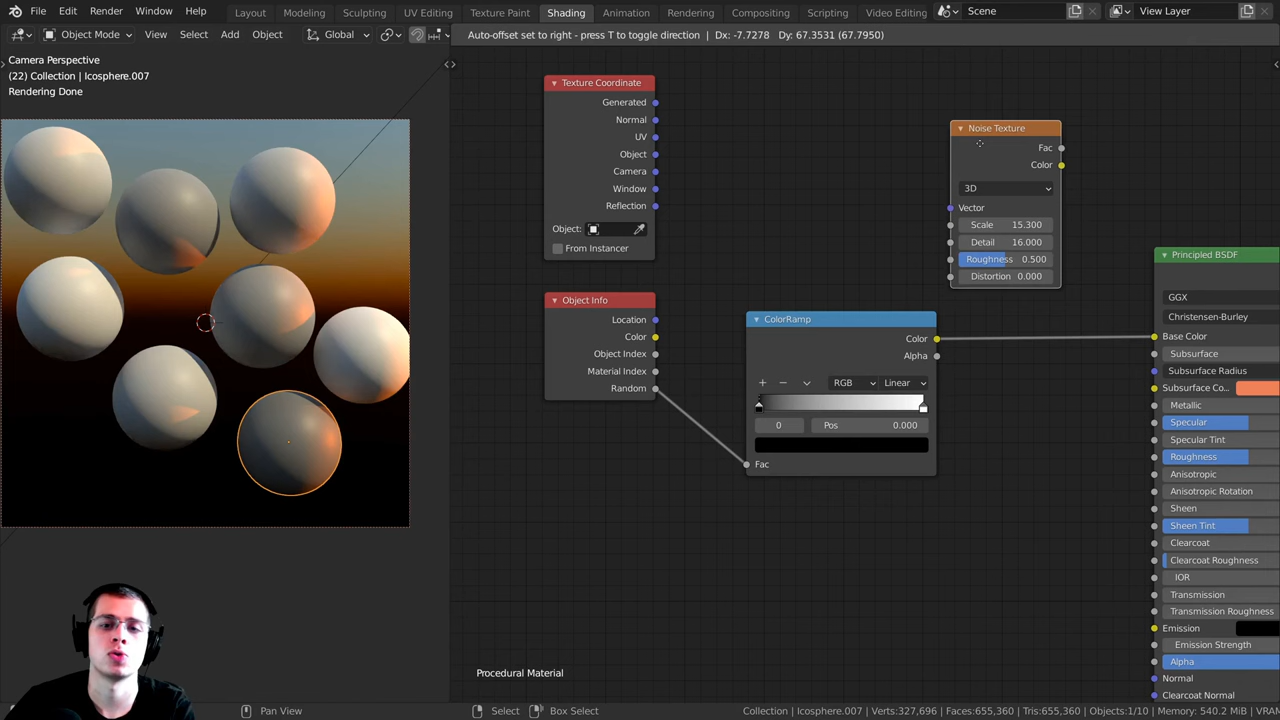 File Edit Render Window Help Layout Modeling Sculpting UV Editing Texture Paint Shading Animation Rendering Compositing Scripting Video Editing Scene View Layer
Object Mode View Select Add Object Global Auto-offset set to right - press T to toggle direction | Dx: -7.7278 Dy: 67.3531 (67.7950)
Camera Perspective
(22) Collection | Icosphere.007
Rendering Done
Texture Coordinate
Generated
Normal
UV
Object
Camera
Window
Reflection
Object:
From Instancer
Object Info
Location
Color
Object Index
Material Index
Random
ColorRamp
Color
Alpha
RGB Linear
0 Pos 0.000
Fac
Noise Texture
Fac
Color
3D
Vector
Scale 15.300
Detail 16.000
Roughness 0.500
Distortion 0.000
Principled BSDF
GGX
Christensen-Burley
Base Color
Subsurface
Subsurface Radius
Subsurface Co...
Metallic
Specular
Specular Tint
Roughness
Anisotropic
Anisotropic Rotation
Sheen
Sheen Tint
Clearcoat
Clearcoat Roughness
IOR
Transmission
Transmission Roughness
Emission
Emission Strength
Alpha
Normal
Clearcoat Normal
Procedural Material
Pan View Select Box Select Collection | Icosphere.007 | Verts:327,696 | Faces:655,360 | Tris:655,360 | Objects:1/10 | Memory: 540.2 MiB | VRAM